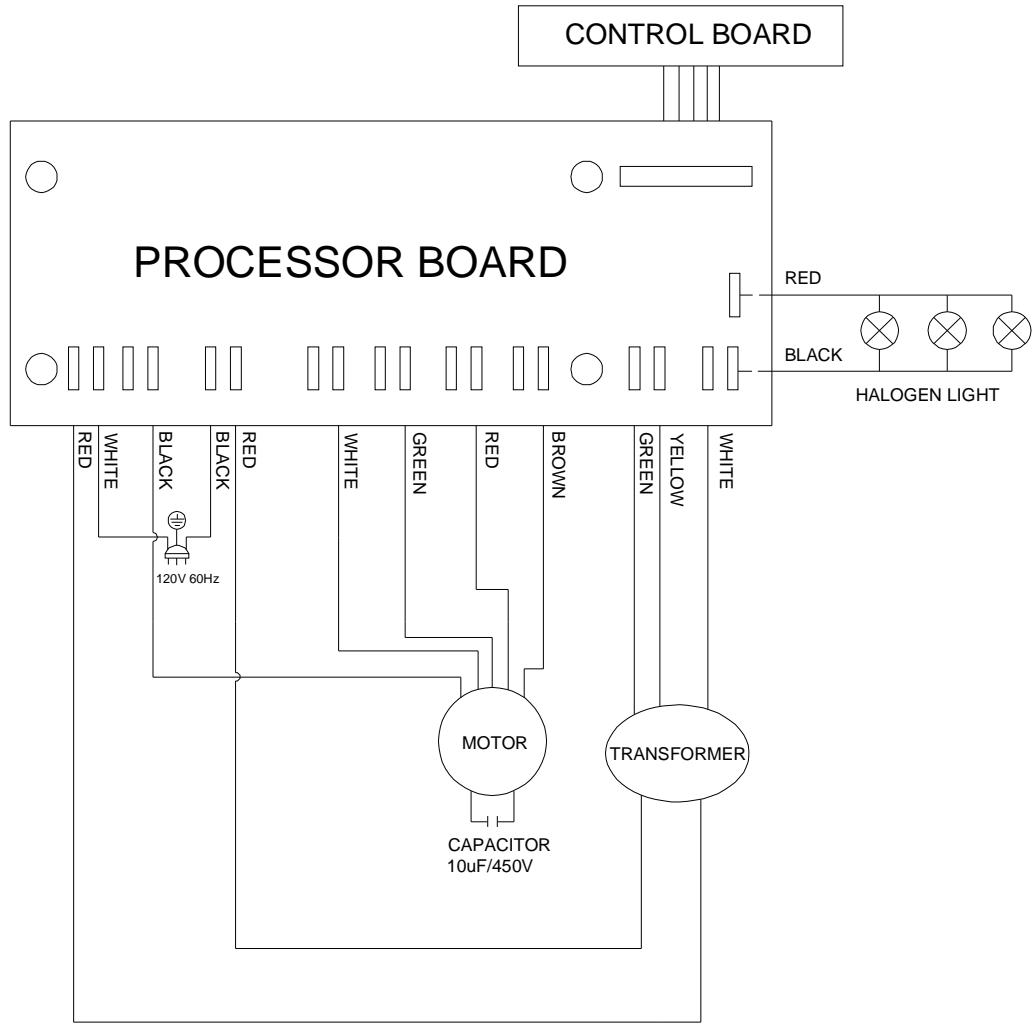 CONTROL BOARD
PROCESSOR BOARD
RED
BLACK
HALOGEN LIGHT
RED
WHITE
BLACK
BLACK
RED
WHITE
GREEN
RED
BROWN
GREEN
YELLOW
WHITE
120V 60Hz
MOTOR
TRANSFORMER
CAPACITOR
10uF/450V